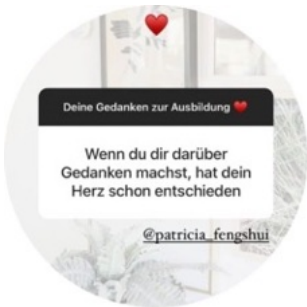 Deine Gedanken zur Ausbildung ❤️
Wenn du dir darüber
Gedanken machst, hat dein
Herz schon entschieden
@patricia_fengshui